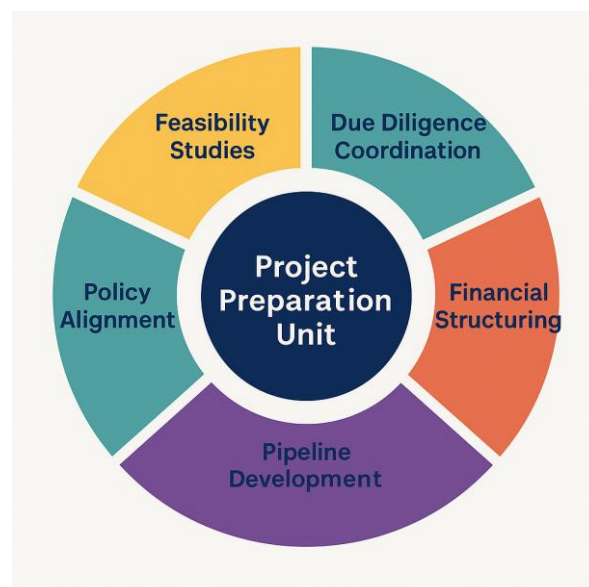 Feasibility
Studies
Due Diligence
Coordination
Policy
Alignment
Project
Preparation
Unit
Financial
Structuring
Pipeline
Development